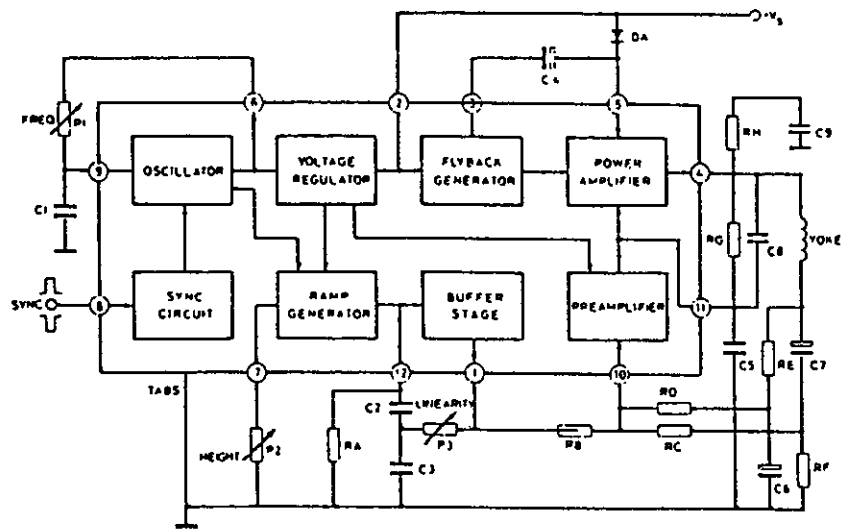 +Vs
DA
C4
6
2
3
5
FREQ
P1
RH
C9
9
OSCILLATOR
VOLTAGE
REGULATOR
FLYBACK
GENERATOR
POWER
AMPLIFIER
4
C1
RG
C8
YOKE
SYNC
8
SYNC
CIRCUIT
RAMP
GENERATOR
BUFFER
STAGE
PREAMPLIFIER
11
C5
RE
C7
7
12
1
10
TABS
C2
LINEARITY
RD
HEIGHT
P2
RA
P3
RB
RC
C3
C6
RF